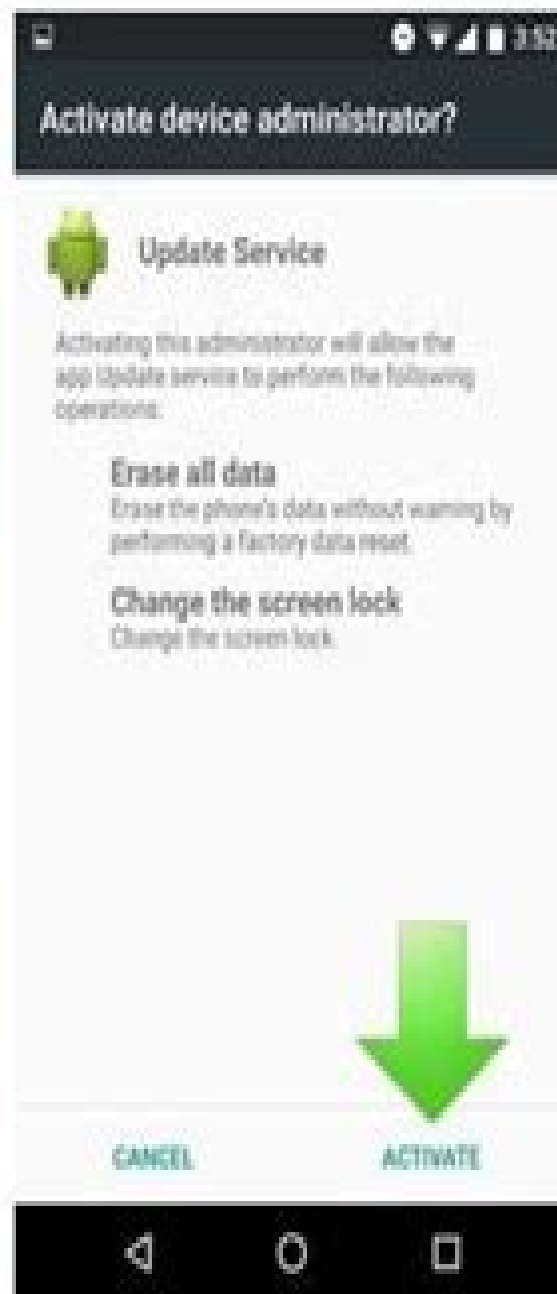 3:52
Activate device administrator?
Update Service
Activating this administrator will allow the
app Update service to perform the following
operations:
Erase all data
Erase the phone's data without warning by
performing a factory data reset.
Change the screen lock
Change the screen lock.
CANCEL
ACTIVATE